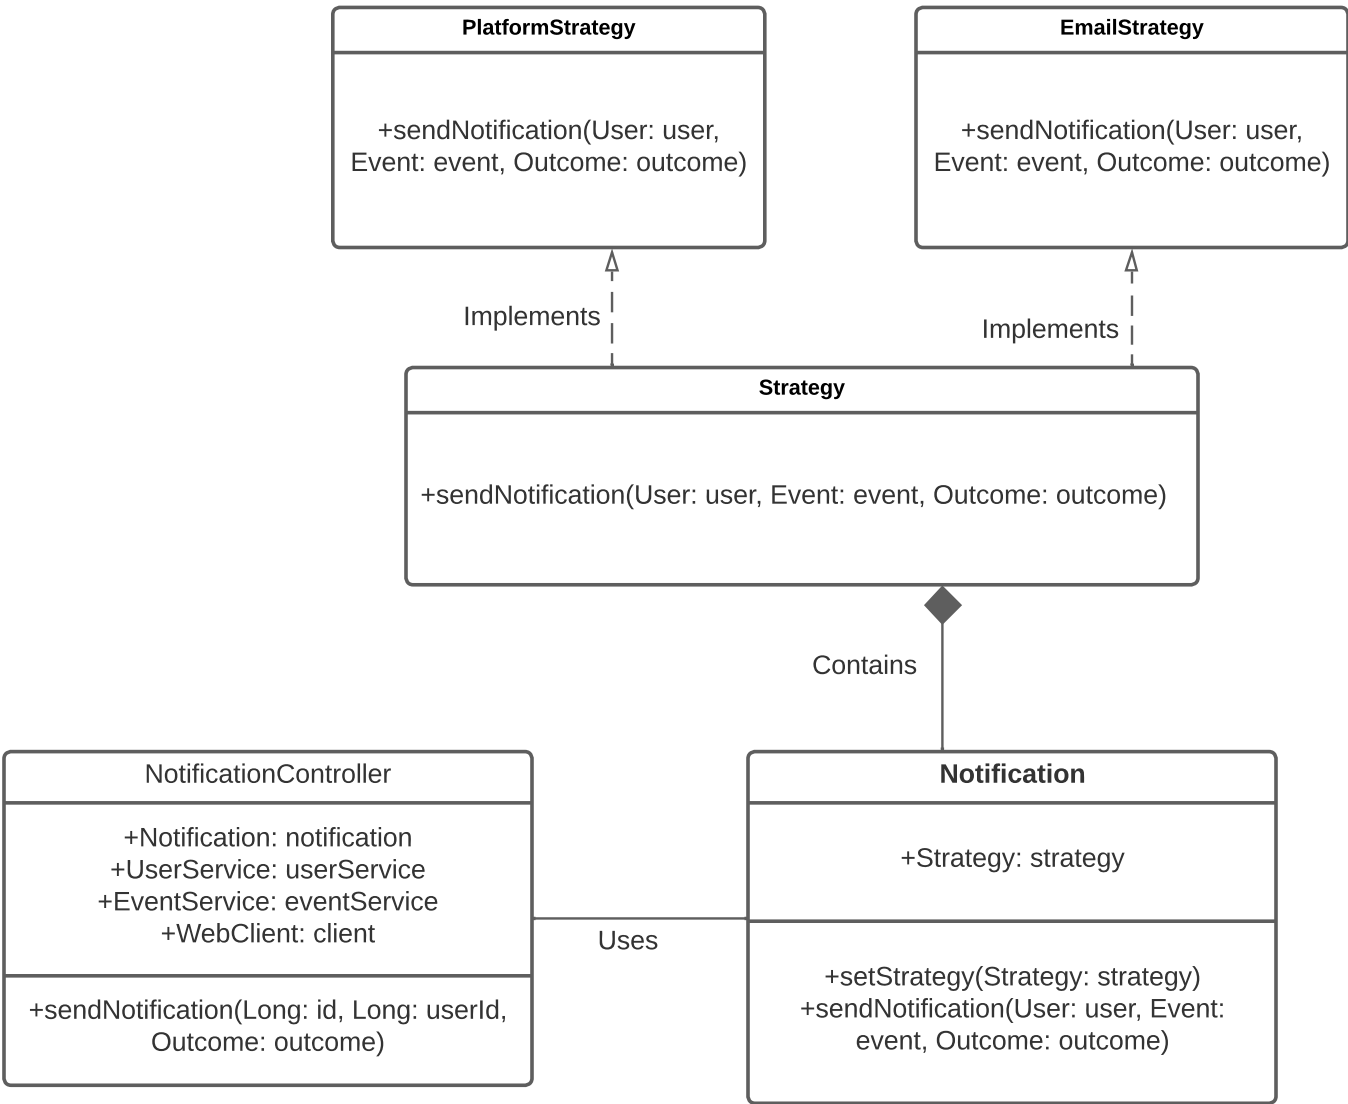 PlatformStrategy
+sendNotification(User: user,
Event: event, Outcome: outcome)
EmailStrategy
+sendNotification(User: user,
Event: event, Outcome: outcome)
Implements
Implements
Strategy
+sendNotification(User: user, Event: event, Outcome: outcome)
Contains
NotificationController
+Notification: notification
+UserService: userService
+EventService: eventService
+WebClient: client
+sendNotification(Long: id, Long: userId,
Outcome: outcome)
Uses
Notification
+Strategy: strategy
+setStrategy(Strategy: strategy)
+sendNotification(User: user, Event:
event, Outcome: outcome)